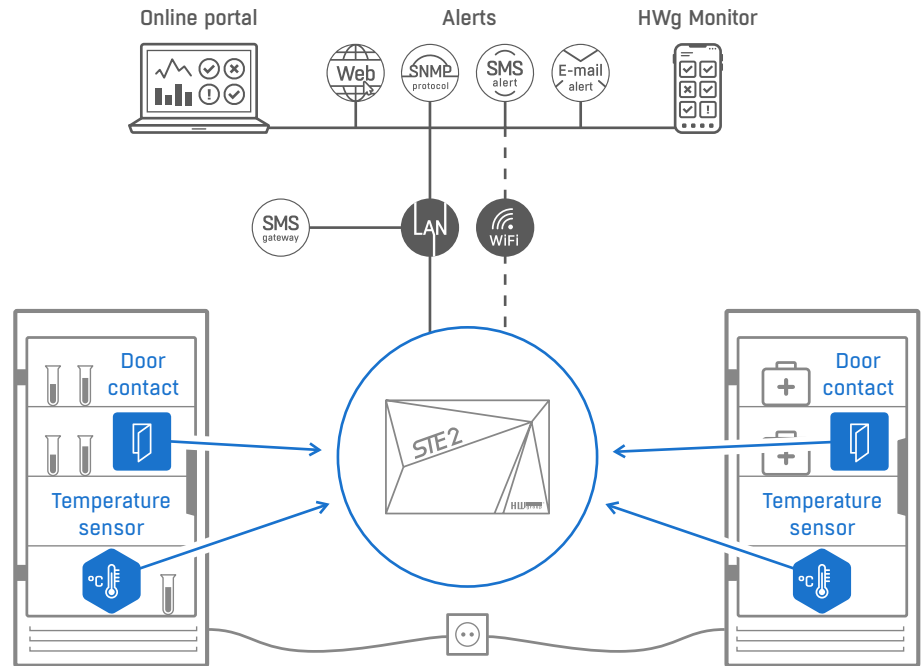 Online portal
Alerts
HWg Monitor
Web
SNMP
protocol
SMS
alert
E-mail
alert
SMS
gateway
LAN
WiFi
Door
contact
Temperature
sensor
°C
STE2
HWgroup
Door
contact
Temperature
sensor
°C